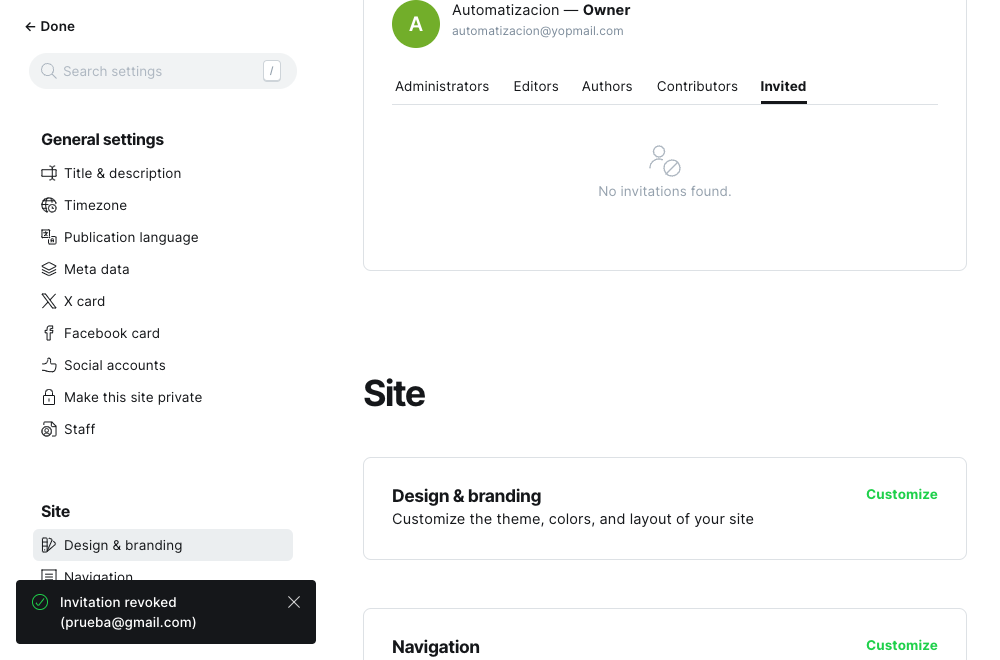 Done
Search settings
/
General settings
Title & description
Timezone
Publication language
Meta data
X card
Facebook card
Social accounts
Make this site private
Staff
Site
Design & branding
Navigation
Invitation revoked
(prueba@gmail.com)
A
Automatizacion — Owner
automatizacion@yopmail.com
Administrators Editors Authors Contributors Invited
No invitations found.
Site
Design & branding
Customize
Customize the theme, colors, and layout of your site
Navigation
Customize